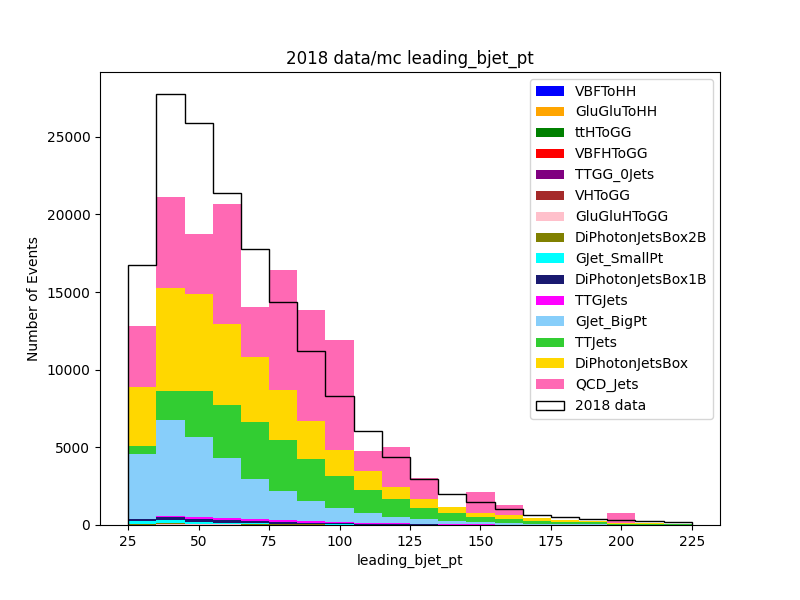 2018 data/mc leading_bjet_pt
Number of Events
25000
20000
15000
10000
5000
0
25
50
75
100
125
150
175
200
225
leading_bjet_pt
VBFToHH
GluGluToHH
ttHToGG
VBFHToGG
TTGG_0Jets
VHToGG
GluGluHToGG
DiPhotonJetsBox2B
GJet_SmallPt
DiPhotonJetsBox1B
TTGJets
GJet_BigPt
TTJets
DiPhotonJetsBox
QCD_Jets
2018 data